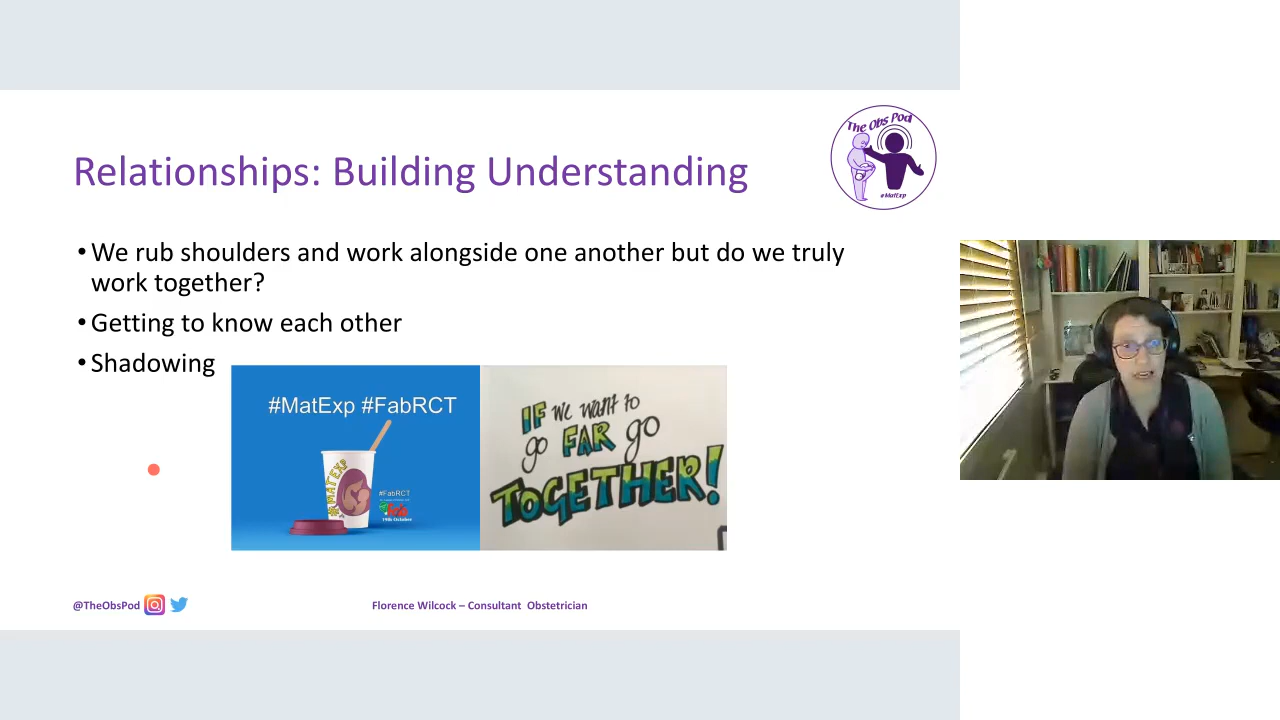 The Obs Pod
#MatExp
Relationships: Building Understanding
• We rub shoulders and work alongside one another but do we truly
work together?
• Getting to know each other
• Shadowing
#MatExp #FabRCT
#MATEXP
#FabRCT
19th October
IF we want to
go FAR go
TOGETHER!
@TheObsPod
Florence Wilcock – Consultant Obstetrician